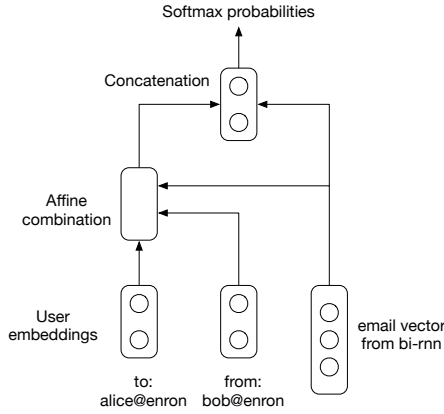 Softmax probabilities
Concatenation
Affine
combination
User
embeddings
email vector
from bi-rnn
to:
alice@enron
from:
bob@enron